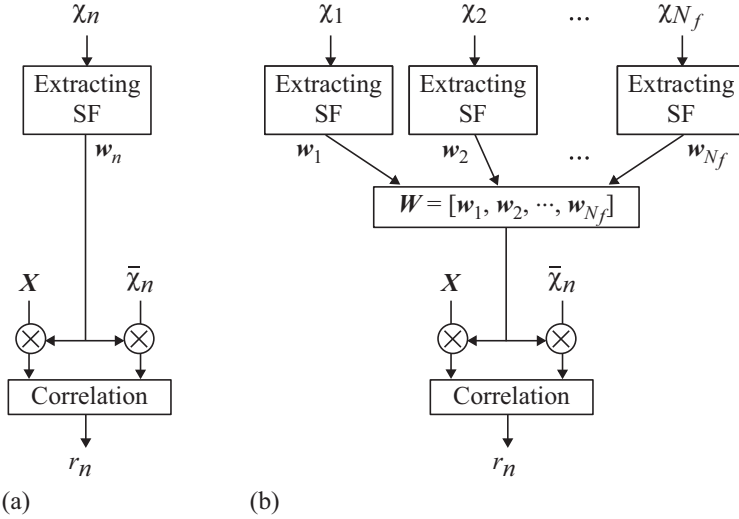 χn
Extracting
SF
wn
X χ̄n
Correlation
rn
(a)
χ1 χ2 ... χNf
Extracting
SF
Extracting
SF
Extracting
SF
w1 w2 ... wNf
W = [w1, w2, ···, wNf]
X χ̄n
Correlation
rn
(b)